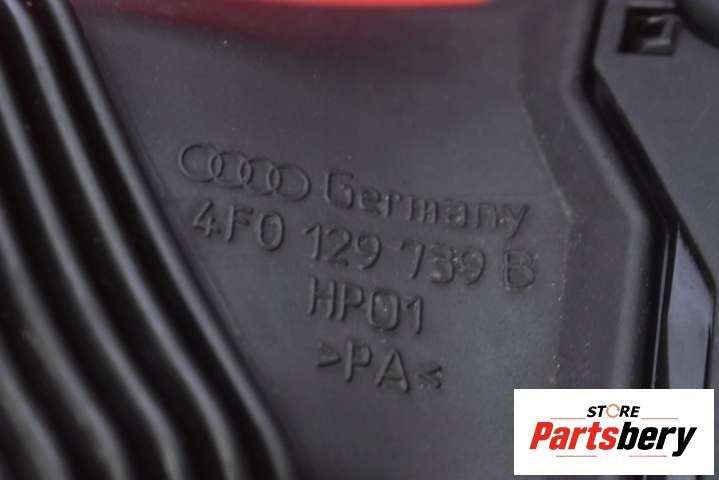 Germany
4F0 129 739 B
HP01
>PA<
STORE
Partsbery